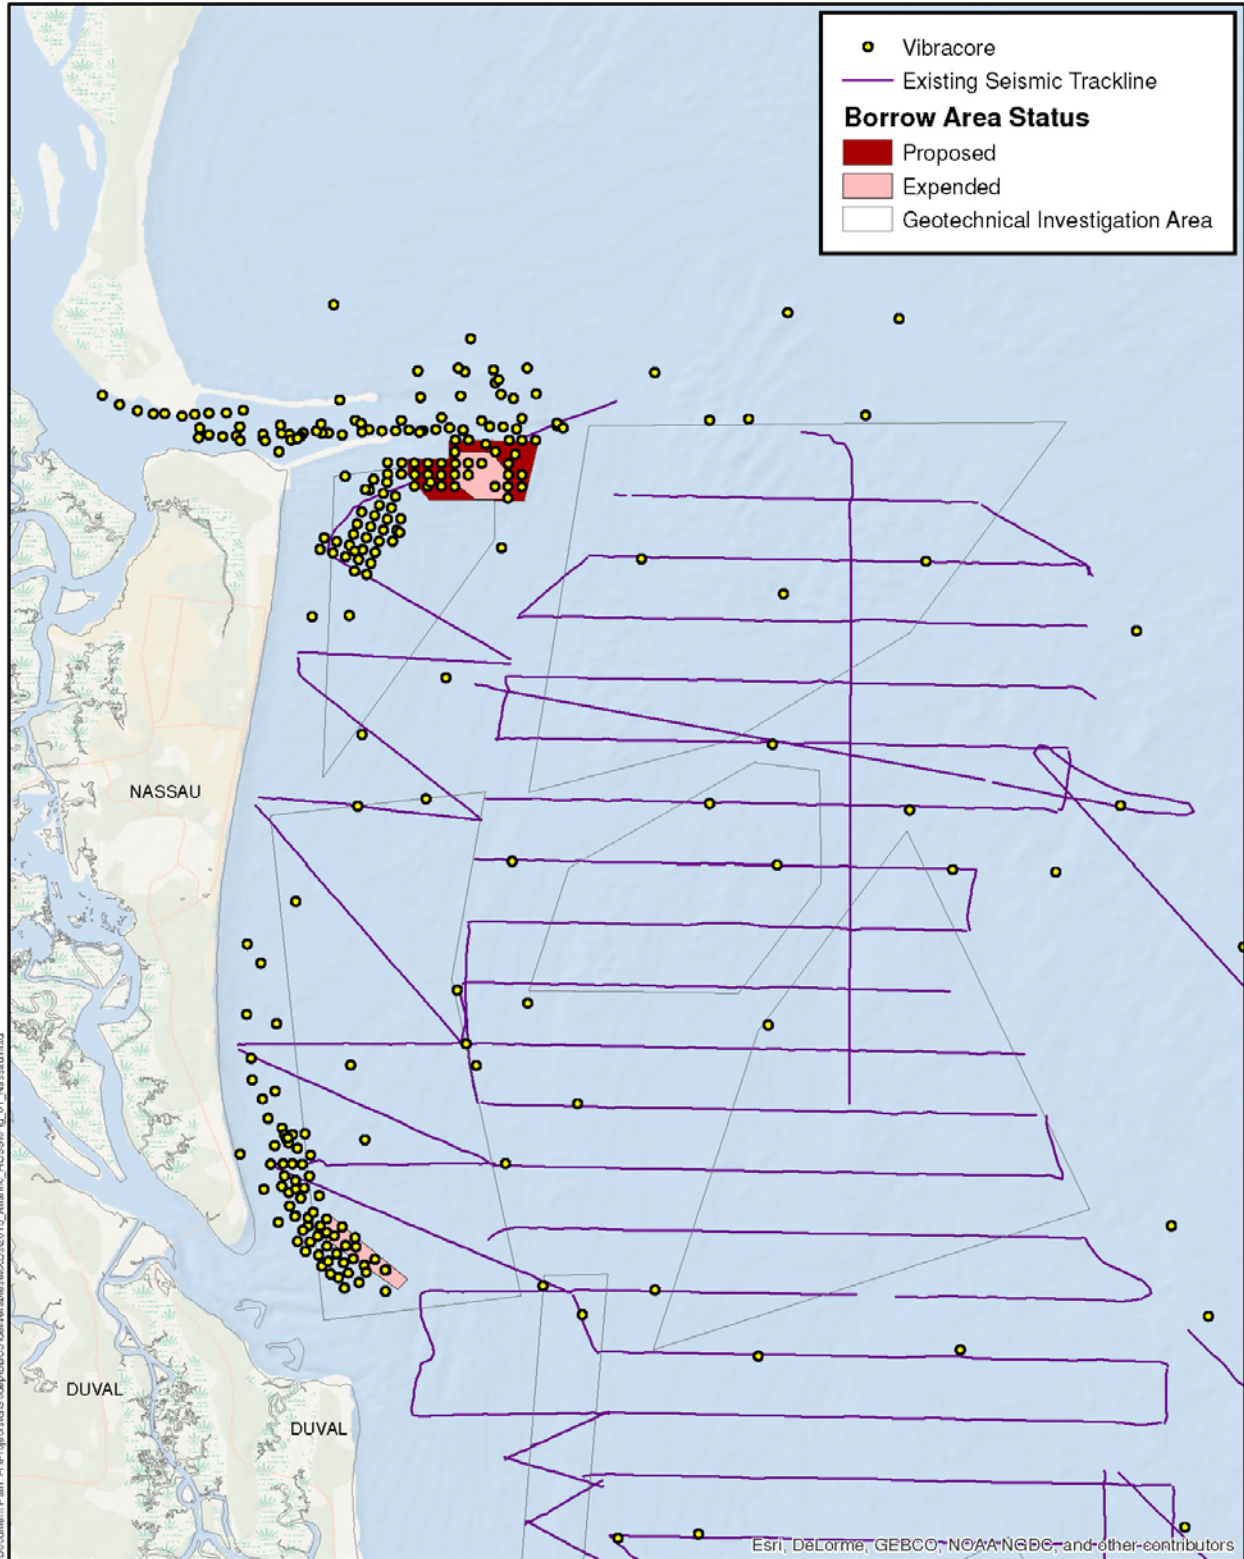 Vibracore
Existing Seismic Trackline
Borrow Area Status
Proposed
Expended
Geotechnical Investigation Area
NASSAU
DUVAL
DUVAL
Esri, DeLorme, GEBCO, NOAA NGDC, and other contributors